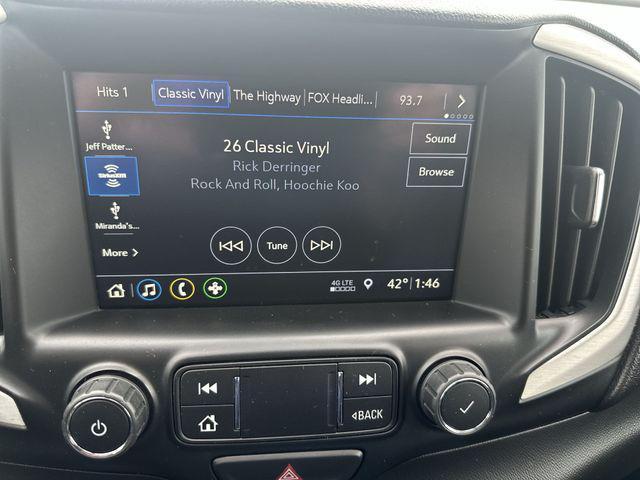 Hits 1 Classic Vinyl The Highway FOX Headli... 93.7
Jeff Patter...
SiriusXM
Miranda's...
More
26 Classic Vinyl
Rick Derringer
Rock And Roll, Hoochie Koo
Tune
Sound
Browse
4G LTE
42° 1:46
BACK